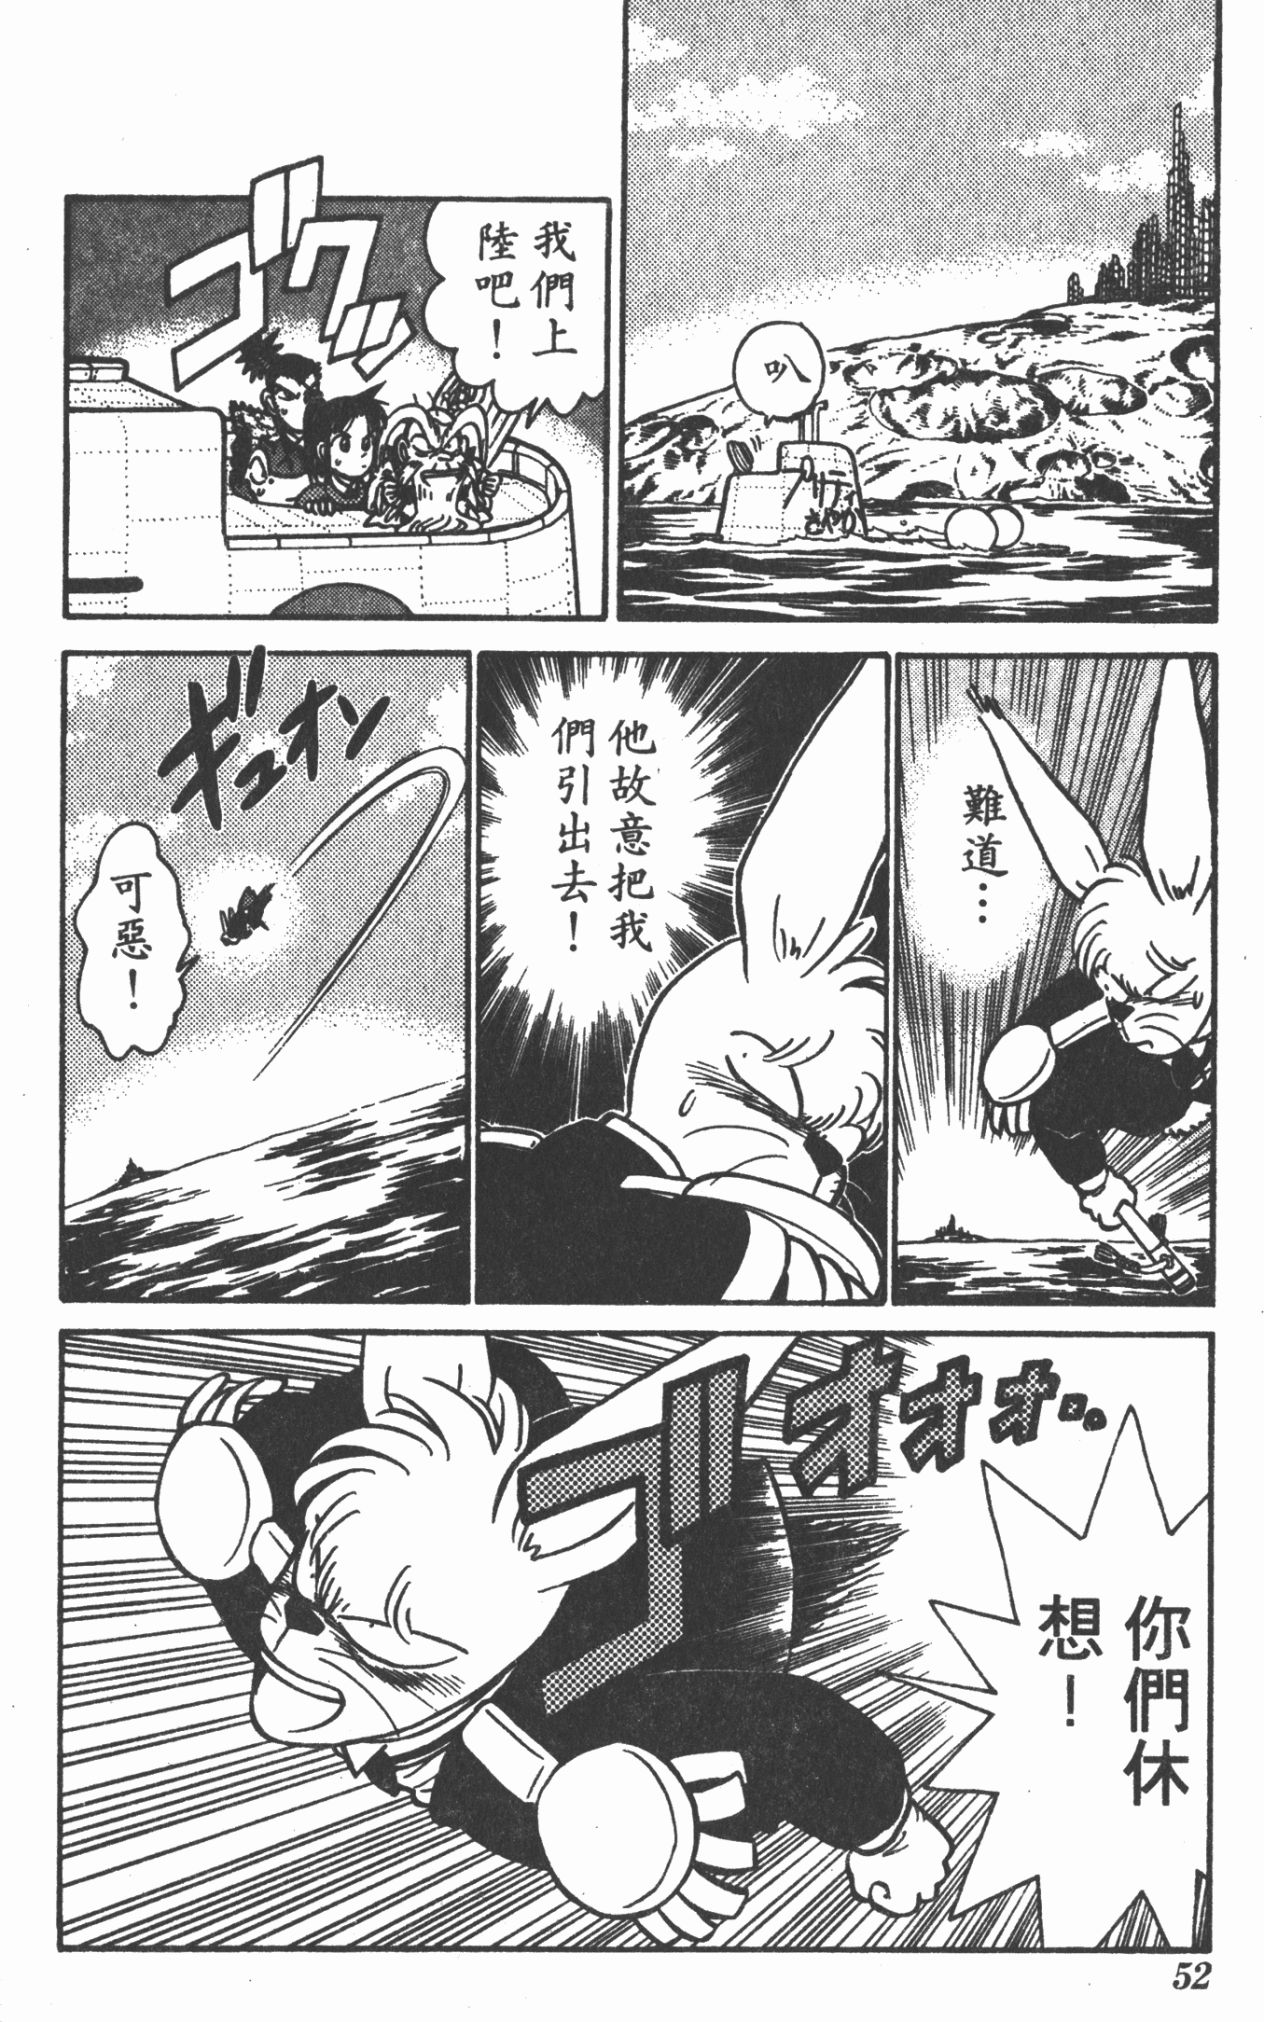 叭
我們上
陸吧！
ゴクッ
難道…
他故意把我
們引出去！
ギュオン
可惡！
你們休
想！
ブオオオ…
52